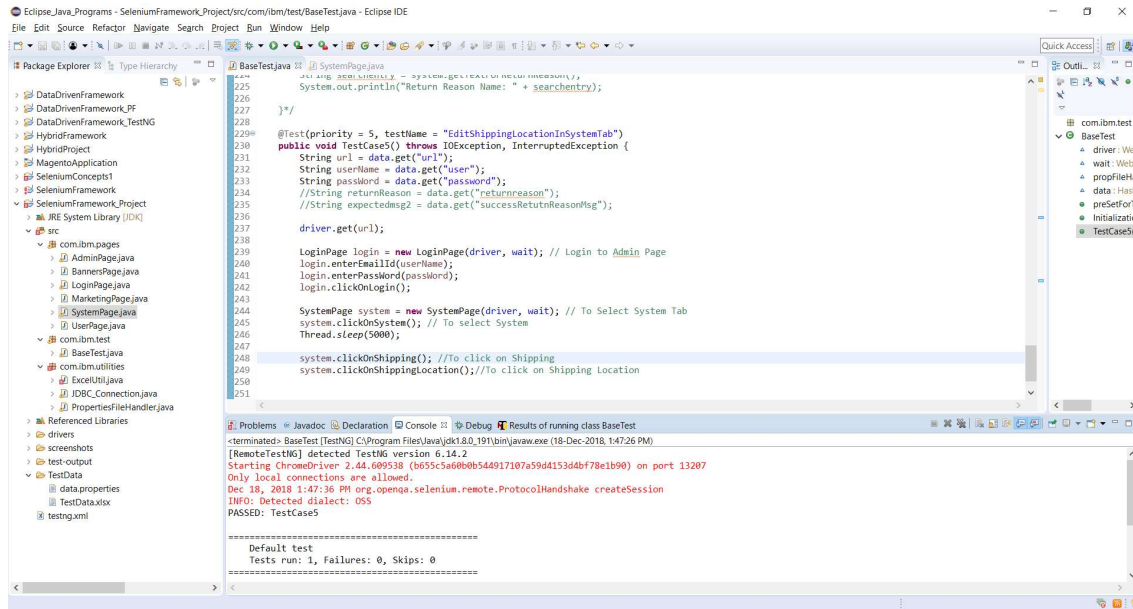 Eclipse_Java_Programs - SeleniumFramework_Project/src/com/ibm/test/BaseTest.java - Eclipse IDE
File Edit Source Refactor Navigate Search Project Run Window Help
Quick Access
Package Explorer Type Hierarchy
DataDrivenFramework
DataDrivenFramework_PF
DataDrivenFramework_TestNG
HybridFramework
HybridProject
MagentoApplication
SeleniumConcepts1
SeleniumFramework
SeleniumFramework_Project
JRE System Library [JDK]
src
com.ibm.pages
AdminPage.java
BannersPage.java
LoginPage.java
MarketingPage.java
SystemPage.java
UserPage.java
com.ibm.test
BaseTest.java
com.ibm.utilities
ExcelUtil.java
JDBC_Connection.java
PropertiesFileHandler.java
Referenced Libraries
drivers
screenshots
test-output
TestData
data.properties
TestData.xlsx
testng.xml
BaseTest.java SystemPage.java
224 String searchentry = system.getTextForReturnReason();
225 System.out.println("Return Reason Name: " + searchentry);
226
227 }*/
228
229 @Test(priority = 5, testName = "EditShippingLocationInSystemTab")
230 public void TestCase5() throws IOException, InterruptedException {
231 String url = data.get("url");
232 String userName = data.get("user");
233 String passWord = data.get("password");
234 //String returnReason = data.get("returnreason");
235 //String expectedmsg2 = data.get("successRetutnReasonMsg");
236
237 driver.get(url);
238
239 LoginPage login = new LoginPage(driver, wait); // Login to Admin Page
240 login.enterEmailId(userName);
241 login.enterPassWord(passWord);
242 login.clickOnLogin();
243
244 SystemPage system = new SystemPage(driver, wait); // To Select System Tab
245 system.clickOnSystem(); // To select System
246 Thread.sleep(5000);
247
248 system.clickOnShipping(); //To click on Shipping
249 system.clickOnShippingLocation();//To click on Shipping Location
250
251
Outli...
com.ibm.test
BaseTest
driver : We
wait : Web
propFileHa
data : Has
preSetForT
Initializatio
TestCase5(
Problems Javadoc Declaration Console Debug Results of running class BaseTest
<terminated> BaseTest [TestNG] C:\Program Files\Java\jdk1.8.0_191\bin\javaw.exe (18-Dec-2018, 1:47:26 PM)
[RemoteTestNG] detected TestNG version 6.14.2
Starting ChromeDriver 2.44.609538 (b655c5a60b0b544917107a59d4153d4bf78e1b90) on port 13207
Only local connections are allowed.
Dec 18, 2018 1:47:36 PM org.openqa.selenium.remote.ProtocolHandshake createSession
INFO: Detected dialect: OSS
PASSED: TestCase5
===============================================
Default test
Tests run: 1, Failures: 0, Skips: 0
===============================================